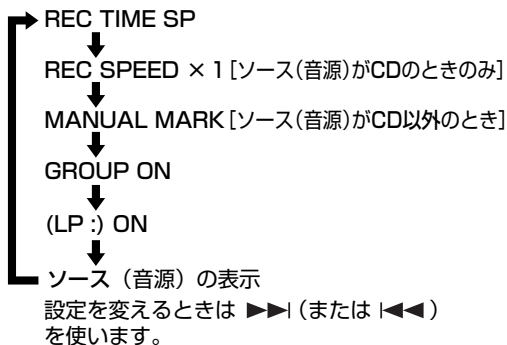 REC TIME SP
REC SPEED × 1［ソース（音源）がCDのときのみ］
MANUAL MARK［ソース（音源）がCD以外のとき］
GROUP ON
(LP :) ON
ソース（音源）の表示
設定を変えるときは ▶▶|（または |◀◀ ）
を使います。